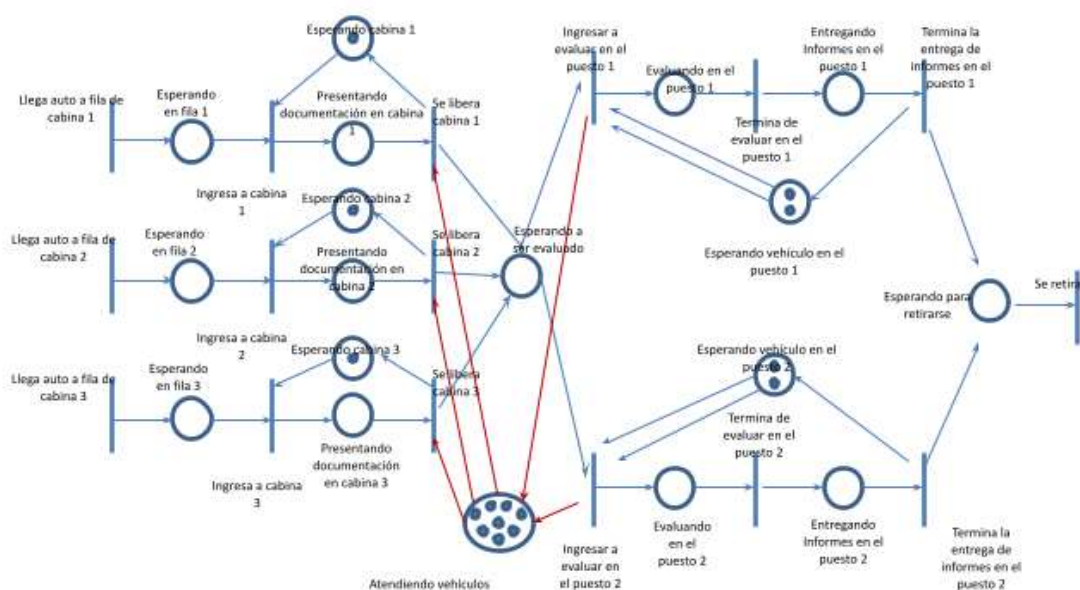 Esperando cabina 1
Llega auto a fila de
cabina 1
Esperando
en fila 1
Presentando
documentación en cabina
1
Se libera
cabina 1
Ingresa a cabina
1
Ingresar a
evaluar en el
puesto 1
Evaluando en el
puesto 1
Entregando
Informes en el
puesto 1
Termina la
entrega de
informes en el
puesto 1
Termina de
evaluar en el
puesto 1
Esperando vehículo en el
puesto 1
Llega auto a fila de
cabina 2
Esperando
en fila 2
Esperando cabina 2
Presentando
documentación en
cabina 2
Se libera
cabina 2
Esperando a
ser evaluado
Ingresa a cabina
2
Esperando para
retirarse
Se retira
Llega auto a fila de
cabina 3
Esperando
en fila 3
Esperando cabina 3
Se libera
cabina 3
Presentando
documentación
en cabina 3
Ingresa a cabina
3
Esperando vehículo en el
puesto 2
Termina de
evaluar en el
puesto 2
Atendiendo vehículos
Ingresar a
evaluar en
el puesto 2
Evaluando
en el
puesto 2
Entregando
Informes en el
puesto 2
Termina la
entrega de
informes en el
puesto 2